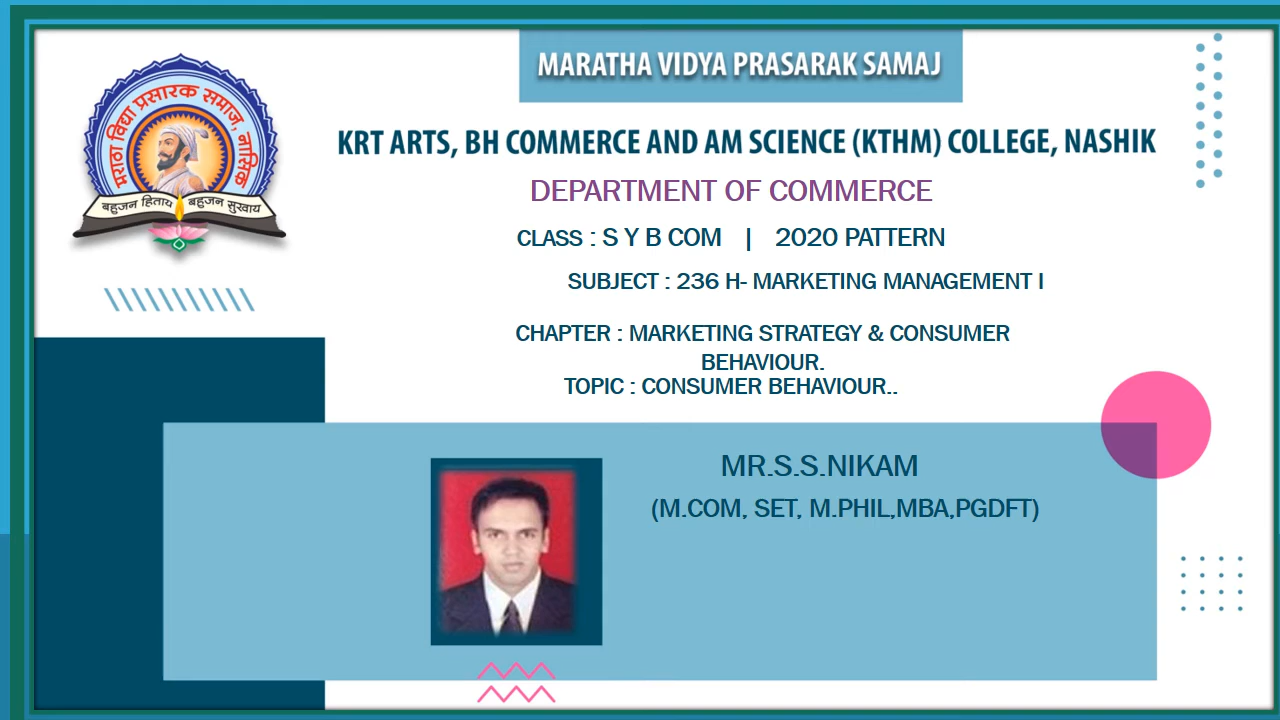 मराठा विद्या प्रसारक समाज, नासिक
बहुजन हिताय बहुजन सुखाय
MARATHA VIDYA PRASARAK SAMAJ
KRT ARTS, BH COMMERCE AND AM SCIENCE (KTHM) COLLEGE, NASHIK
DEPARTMENT OF COMMERCE
CLASS : S Y B COM | 2020 PATTERN
SUBJECT : 236 H- MARKETING MANAGEMENT I
CHAPTER : MARKETING STRATEGY & CONSUMER
BEHAVIOUR.
TOPIC : CONSUMER BEHAVIOUR..
MR.S.S.NIKAM
(M.COM, SET, M.PHIL,MBA,PGDFT)